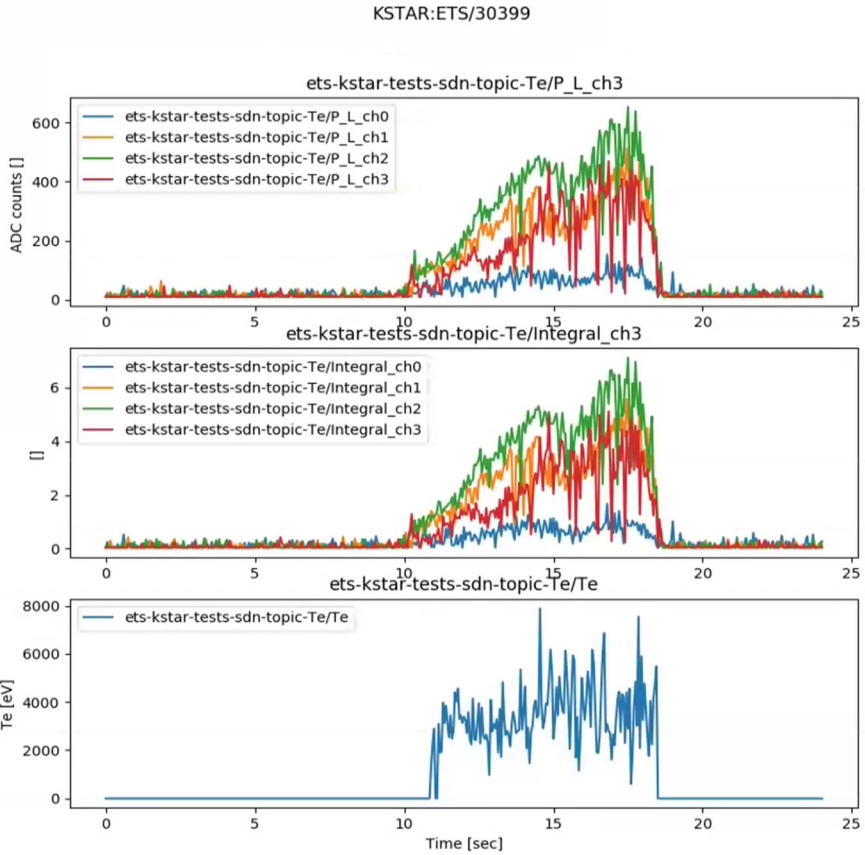 KSTAR:ETS/30399
ets-kstar-tests-sdn-topic-Te/P_L_ch3
ADC counts []
600
400
200
0
ets-kstar-tests-sdn-topic-Te/P_L_ch0
ets-kstar-tests-sdn-topic-Te/P_L_ch1
ets-kstar-tests-sdn-topic-Te/P_L_ch2
ets-kstar-tests-sdn-topic-Te/P_L_ch3
0 5 10 15 20 25
ets-kstar-tests-sdn-topic-Te/Integral_ch3
[]
6
4
2
0
ets-kstar-tests-sdn-topic-Te/Integral_ch0
ets-kstar-tests-sdn-topic-Te/Integral_ch1
ets-kstar-tests-sdn-topic-Te/Integral_ch2
ets-kstar-tests-sdn-topic-Te/Integral_ch3
0 5 10 15 20 25
ets-kstar-tests-sdn-topic-Te/Te
Te [eV]
8000
6000
4000
2000
0
ets-kstar-tests-sdn-topic-Te/Te
0 5 10 15 20 25
Time [sec]